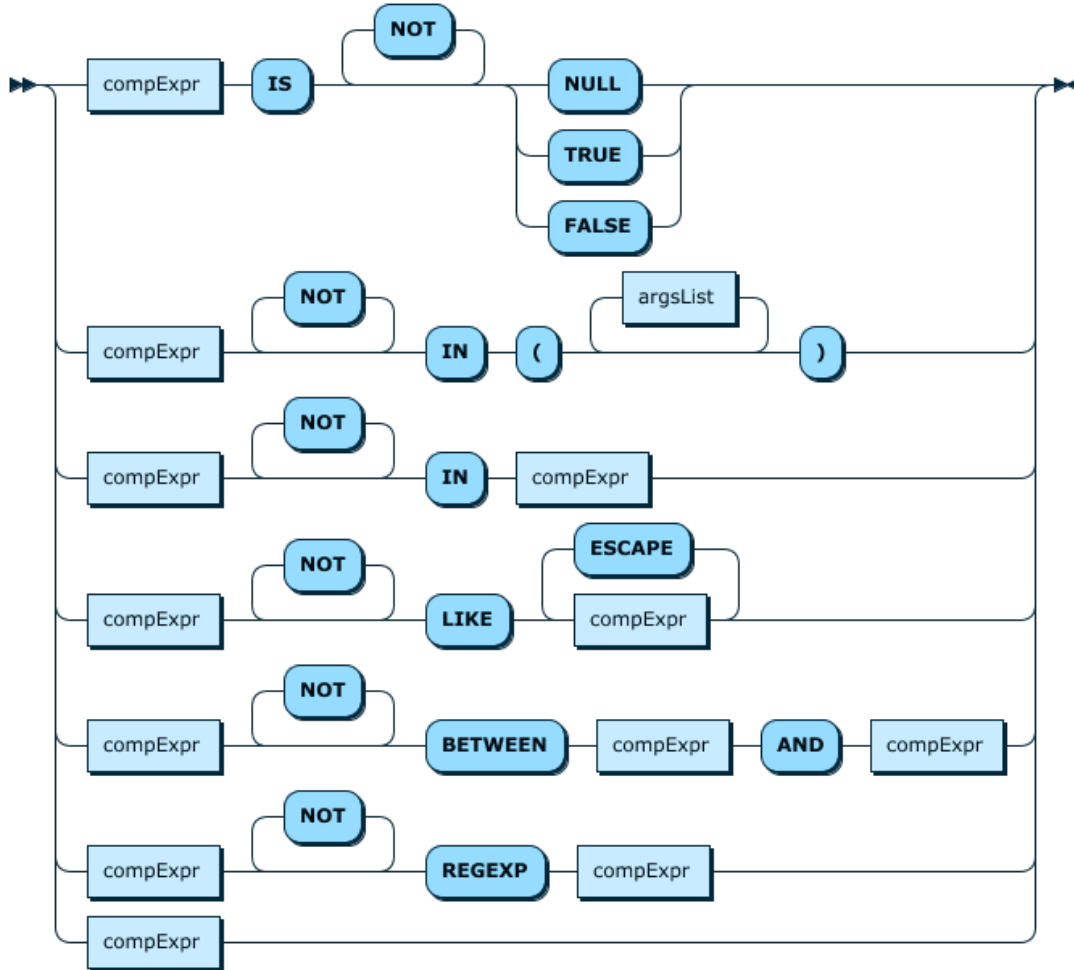 NOT
compExpr IS NULL
TRUE
FALSE
NOT argsList
compExpr IN ( )
NOT
compExpr IN compExpr
NOT ESCAPE
compExpr LIKE compExpr
NOT
compExpr BETWEEN compExpr AND compExpr
NOT
compExpr REGEXP compExpr
compExpr